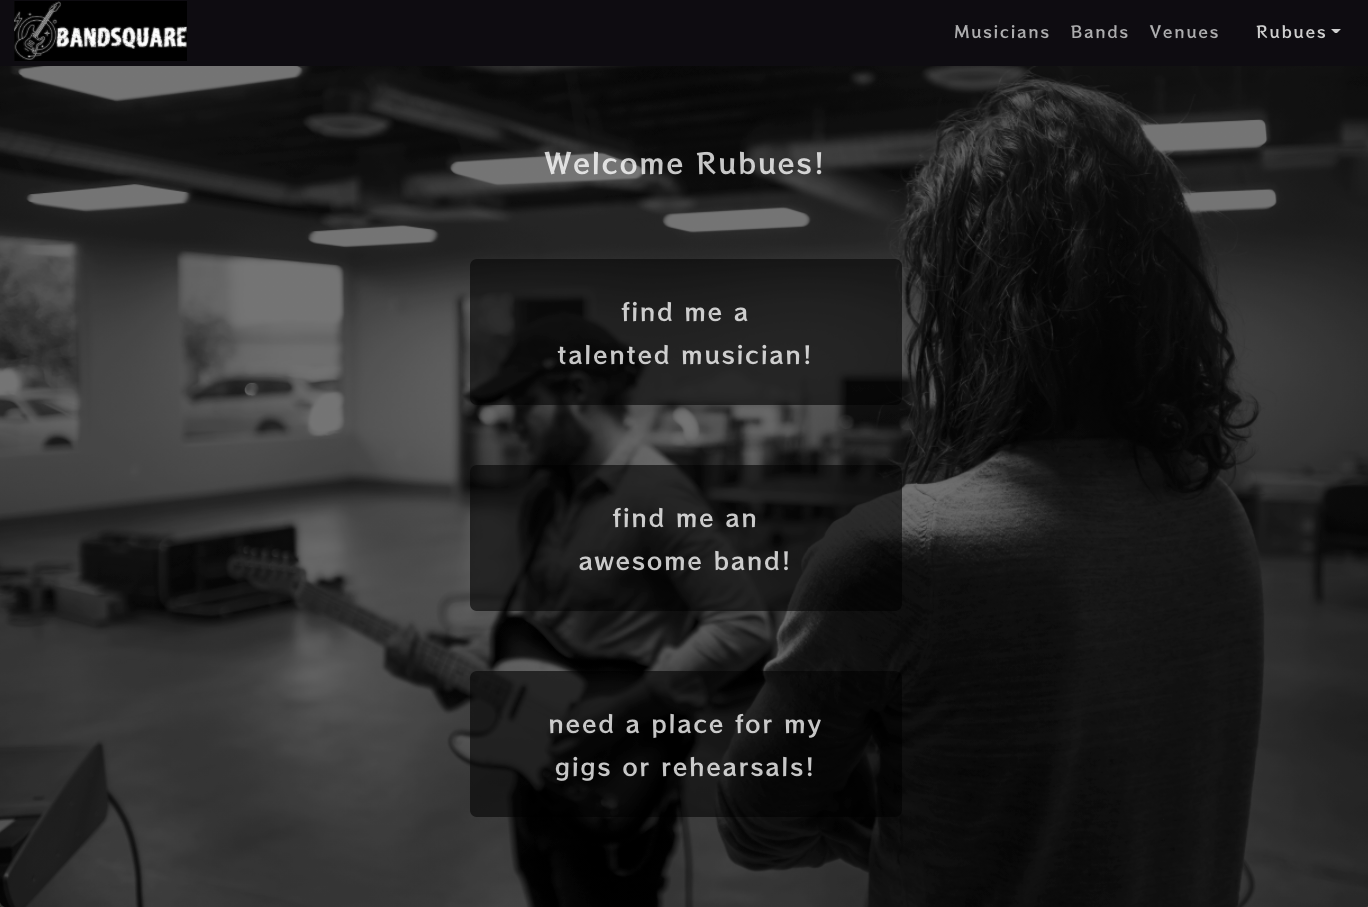 BANDSQUARE
Musicians Bands Venues Rubues
Welcome Rubues!
find me a
talented musician!
find me an
awesome band!
need a place for my
gigs or rehearsals!